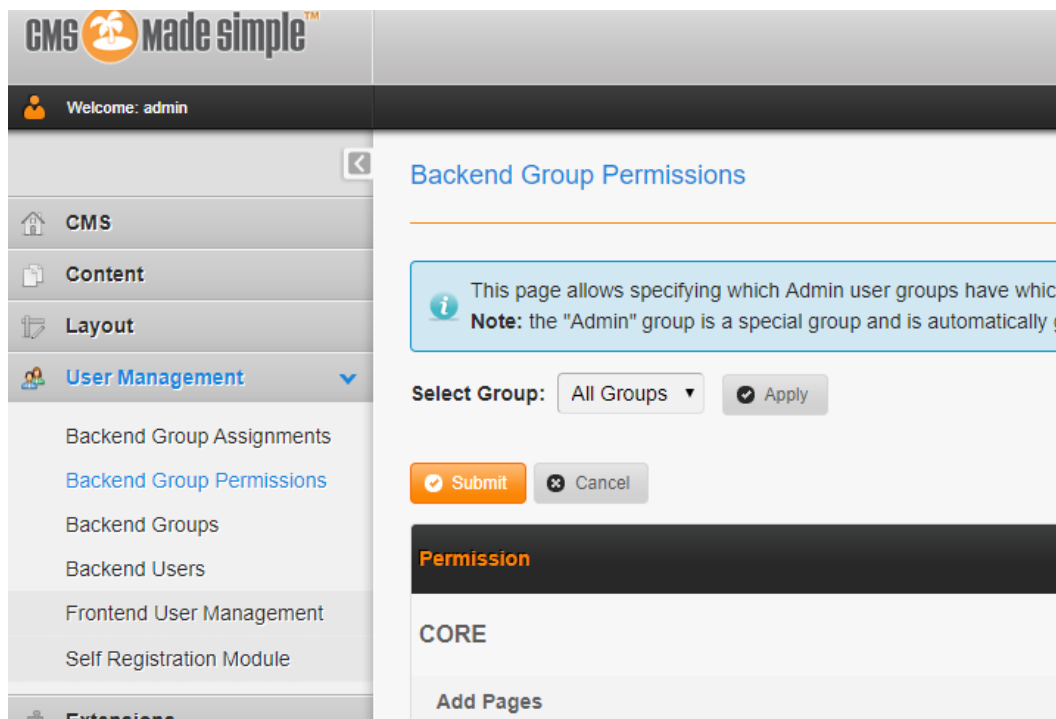 CMS made simple™
Welcome: admin
CMS
Content
Layout
User Management
Backend Group Assignments
Backend Group Permissions
Backend Groups
Backend Users
Frontend User Management
Self Registration Module
Extensions
Backend Group Permissions
This page allows specifying which Admin user groups have whic
Note: the "Admin" group is a special group and is automatically
Select Group: All Groups Apply
Submit Cancel
Permission
CORE
Add Pages